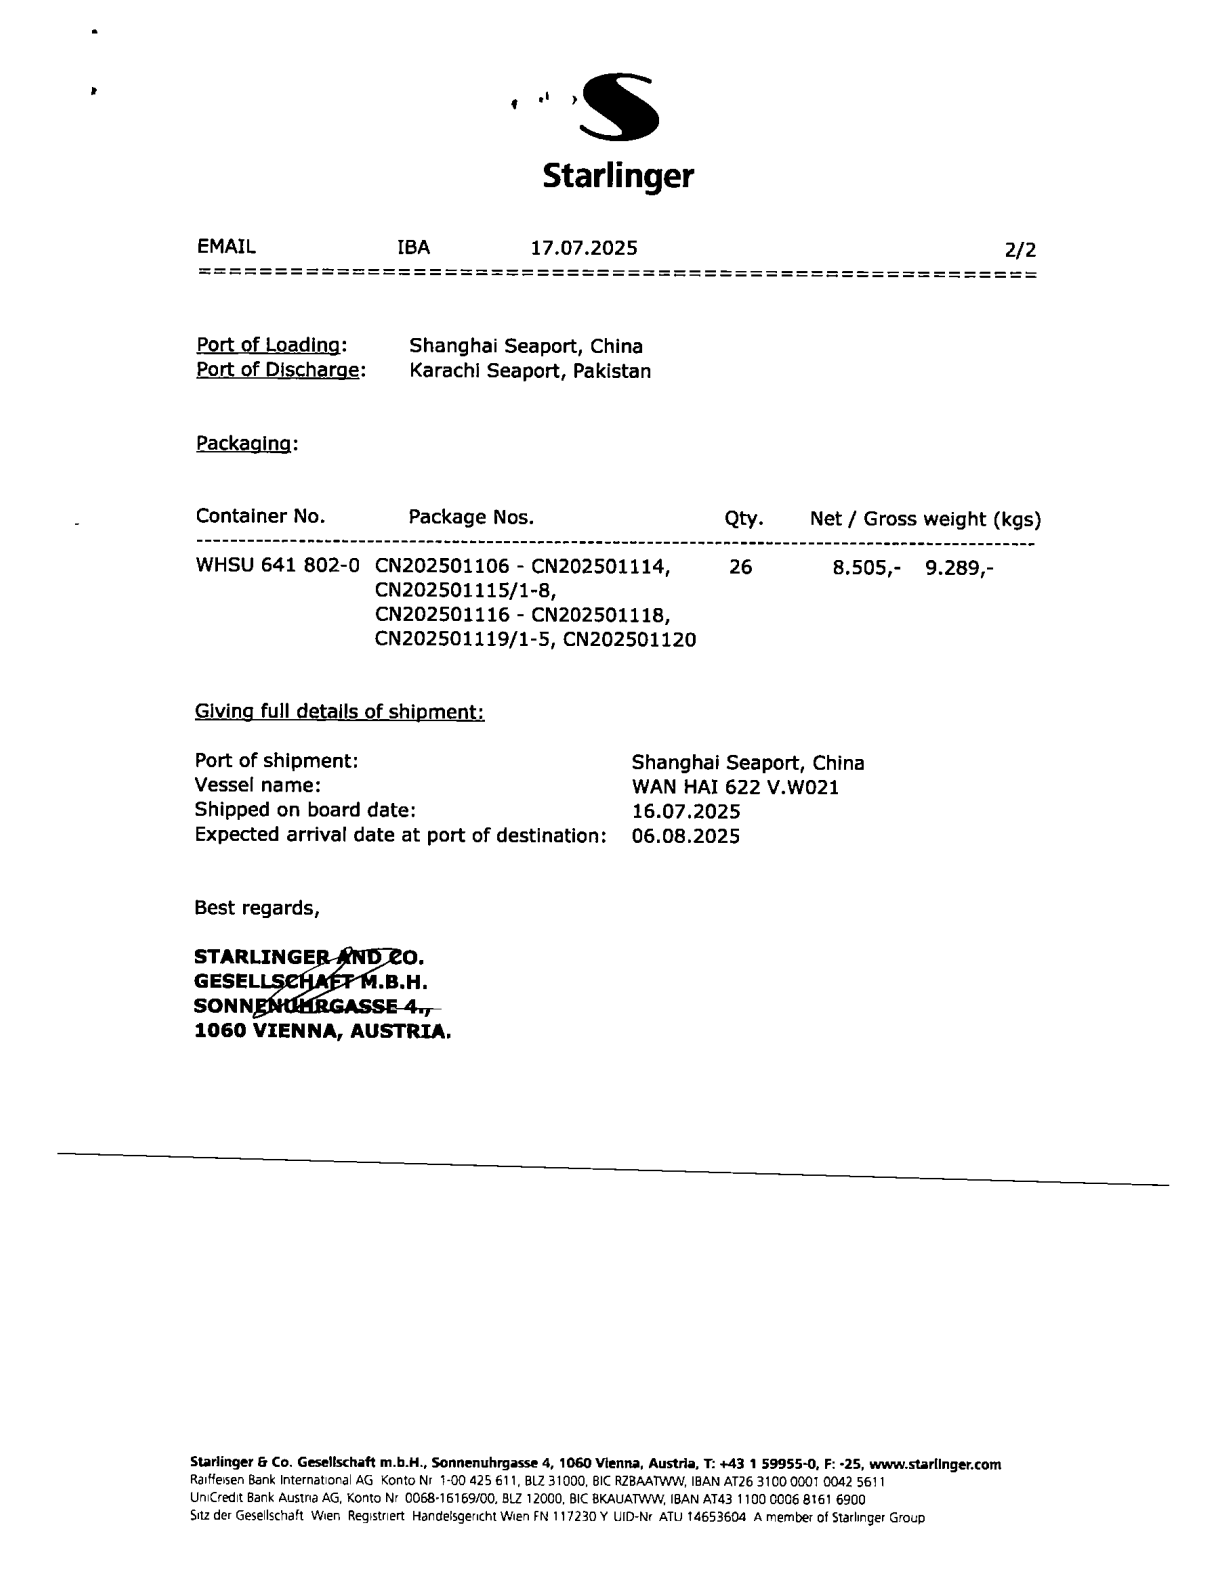 Starlinger
EMAIL IBA 17.07.2025 2/2
=======================================================
Port of Loading: Shanghai Seaport, China
Port of Discharge: Karachi Seaport, Pakistan
Packaging:
Container No. Package Nos. Qty. Net / Gross weight (kgs)
WHSU 641 802-0 CN202501106 - CN202501114, 26 8.505,- 9.289,-
CN202501115/1-8,
CN202501116 - CN202501118,
CN202501119/1-5, CN202501120
Giving full details of shipment:
Port of shipment: Shanghai Seaport, China
Vessel name: WAN HAI 622 V.W021
Shipped on board date: 16.07.2025
Expected arrival date at port of destination: 06.08.2025
Best regards,
STARLINGER AND CO.
GESELLSCHAFT M.B.H.
SONNENUHRGASSE 4.,
1060 VIENNA, AUSTRIA.
Starlinger & Co. Gesellschaft m.b.H., Sonnenuhrgasse 4, 1060 Vienna, Austria, T: +43 1 59955-0, F: -25, www.starlinger.com
Raiffeisen Bank International AG Konto Nr 1-00 425 611, BLZ 31000, BIC RZBAATWW, IBAN AT26 3100 0001 0042 5611
UniCredit Bank Austria AG, Konto Nr 0068-16169/00, BLZ 12000, BIC BKAUATWW, IBAN AT43 1100 0006 8161 6900
Sitz der Gesellschaft Wien Registriert Handelsgericht Wien FN 117230 Y UID-Nr ATU 14653604 A member of Starlinger Group